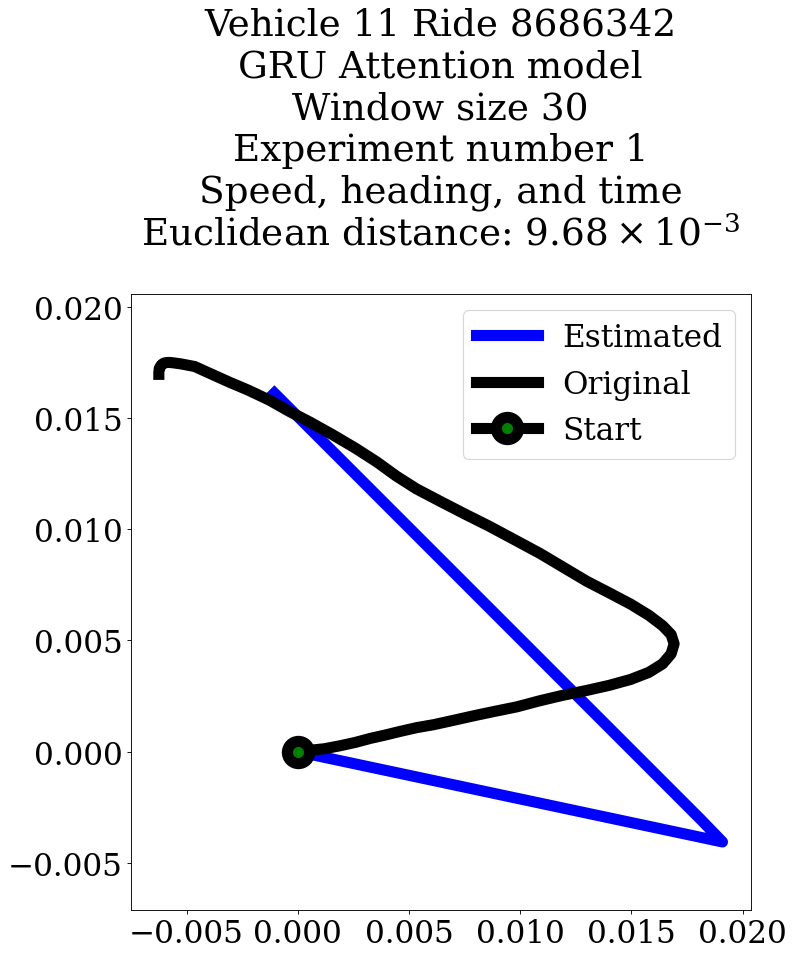 Vehicle 11 Ride 8686342
GRU Attention model
Window size 30
Experiment number 1
Speed, heading, and time
Euclidean distance: 9.68 × 10⁻³
0.020
0.015
0.010
0.005
0.000
−0.005
Estimated
Original
Start
−0.005 0.000 0.005 0.010 0.015 0.020